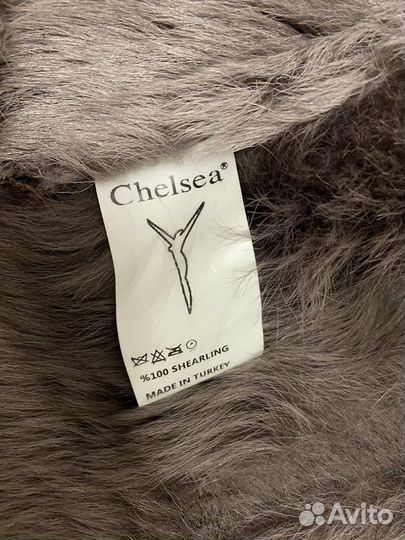 Chelsea®
%100 SHEARLING
MADE IN TURKEY
Avito